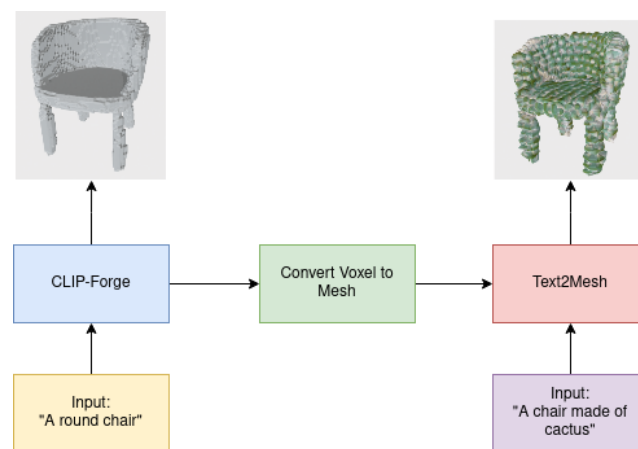 CLIP-Forge
Convert Voxel to
Mesh
Text2Mesh
Input:
"A round chair"
Input:
"A chair made of
cactus"